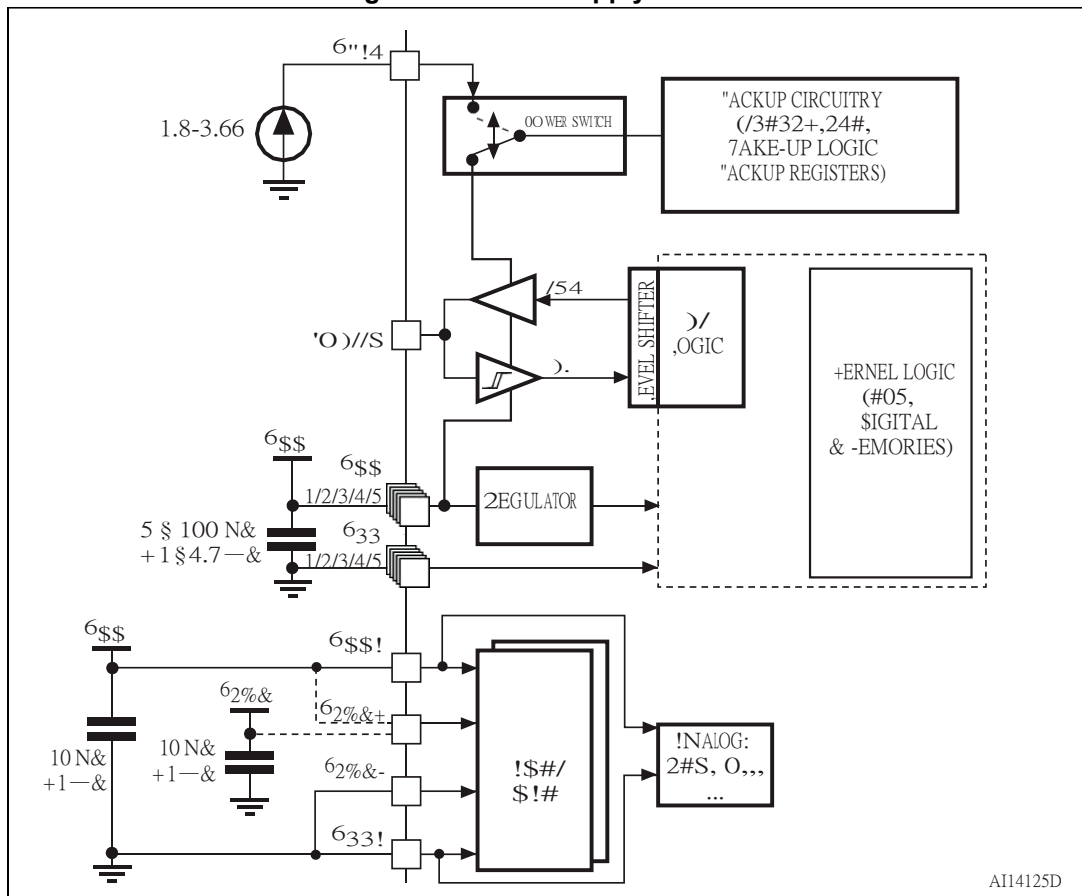 6"!4
1.8-3.66
0OWER SWITCH
"ACKUP CIRCUITRY
(/3#32+,24#,
7AKE-UP LOGIC
"ACKUP REGISTERS)
/54
'O)//S
).
,EVEL SHIFTER
)/
,OGIC
+ERNEL LOGIC
(#05,
$IGITAL
& -EMORIES)
6$$
6$$
1/2/3/4/5
2EGULATOR
5 § 100 N&
+1 §4.7—&
633
1/2/3/4/5
6$$
6$$!
62%&
62%&+
10 N&
+1—&
10 N&
+1—&
62%&-
!$#/
$!#
!NALOG:
2#S, O,,,
...
633!
AI14125D